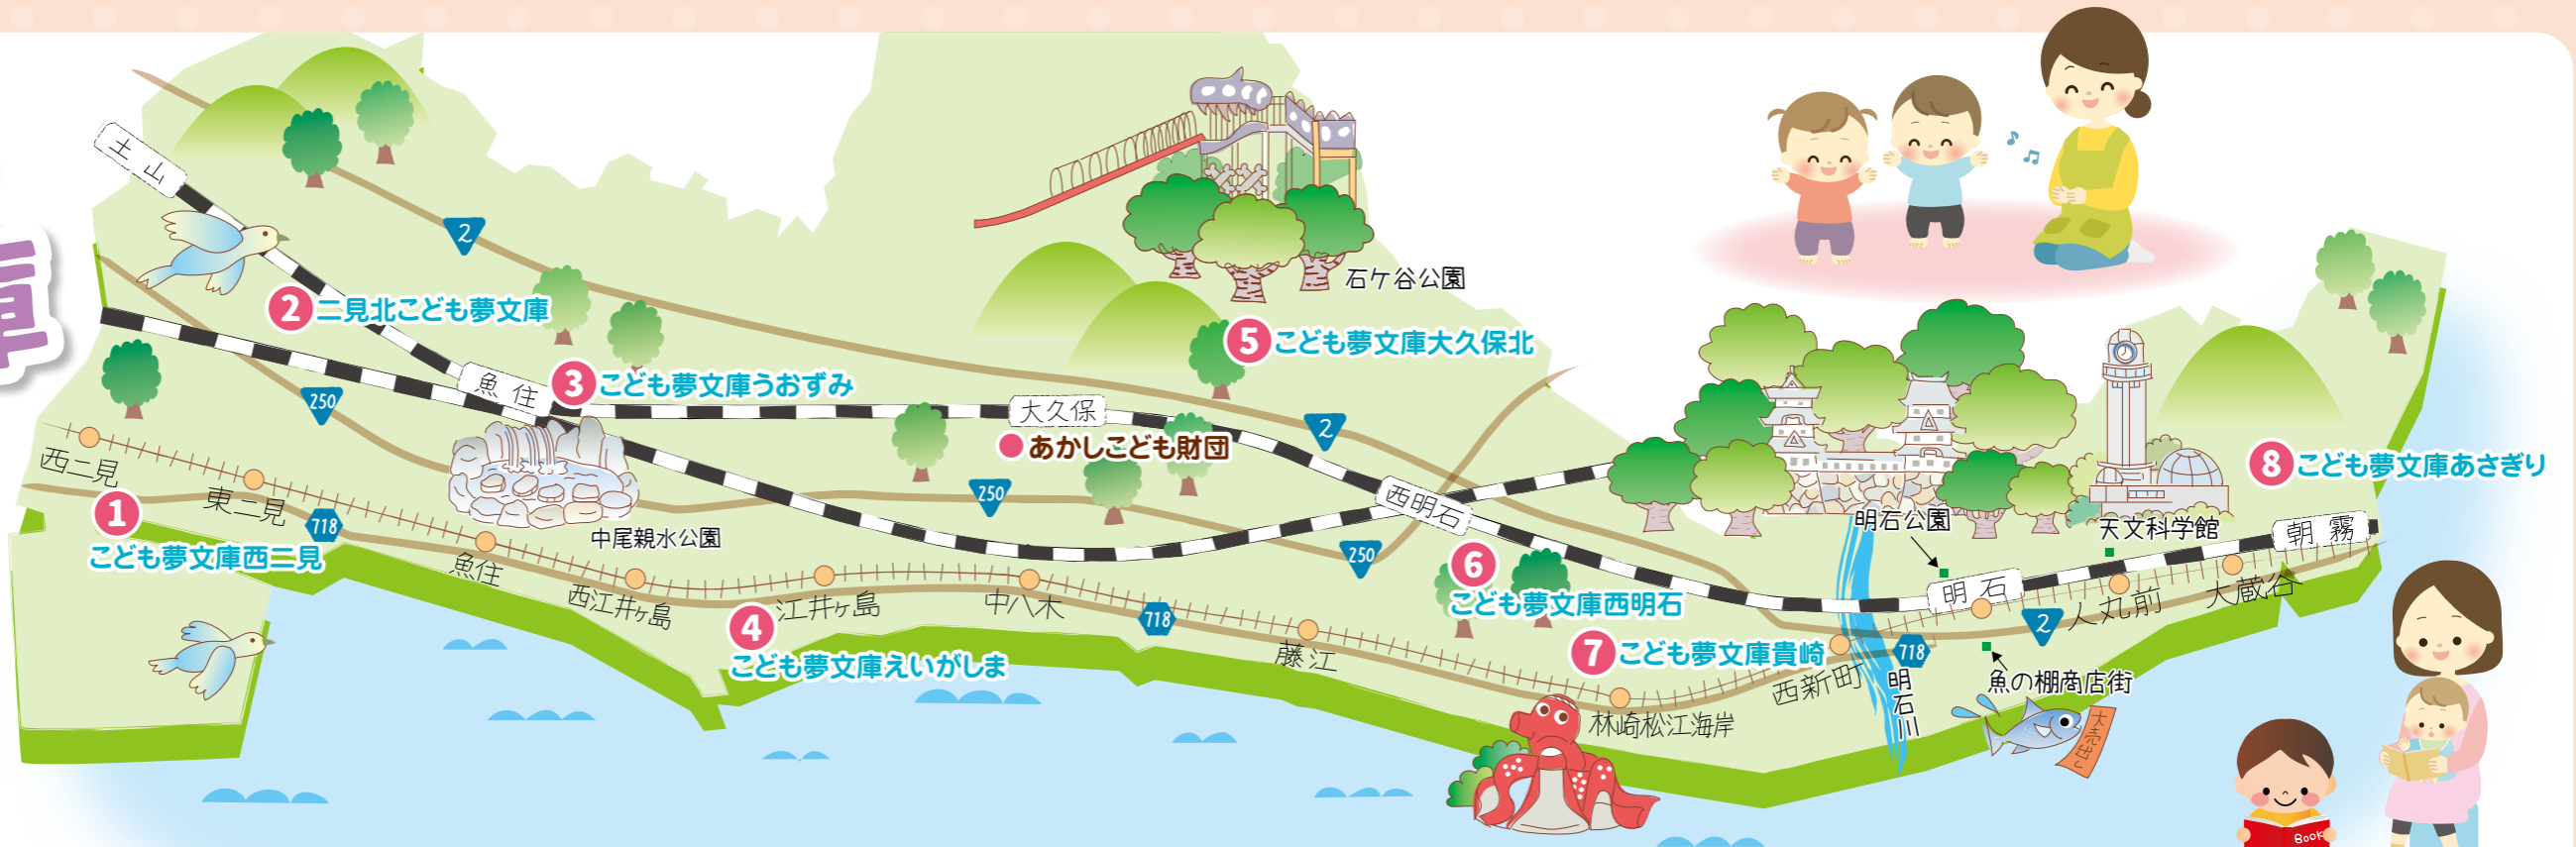 庫
土山
2
2 二見北こども夢文庫
石ケ谷公園
5 こども夢文庫大久保北
250
魚住
3 こども夢文庫うおずみ
大久保
2
あかしこども財団
西二見
東二見
1
こども夢文庫西二見
718
中尾親水公園
250
西明石
250
明石公園
天文科学館
8 こども夢文庫あさぎり
朝霧
魚住
西江井ヶ島
4
江井ヶ島
こども夢文庫えいがしま
中八木
718
藤江
6
こども夢文庫西明石
7 こども夢文庫貴崎
明石
2
人丸前
大蔵谷
西新町
718
明石川
林崎松江海岸
魚の棚商店街
大売出し
BOOK